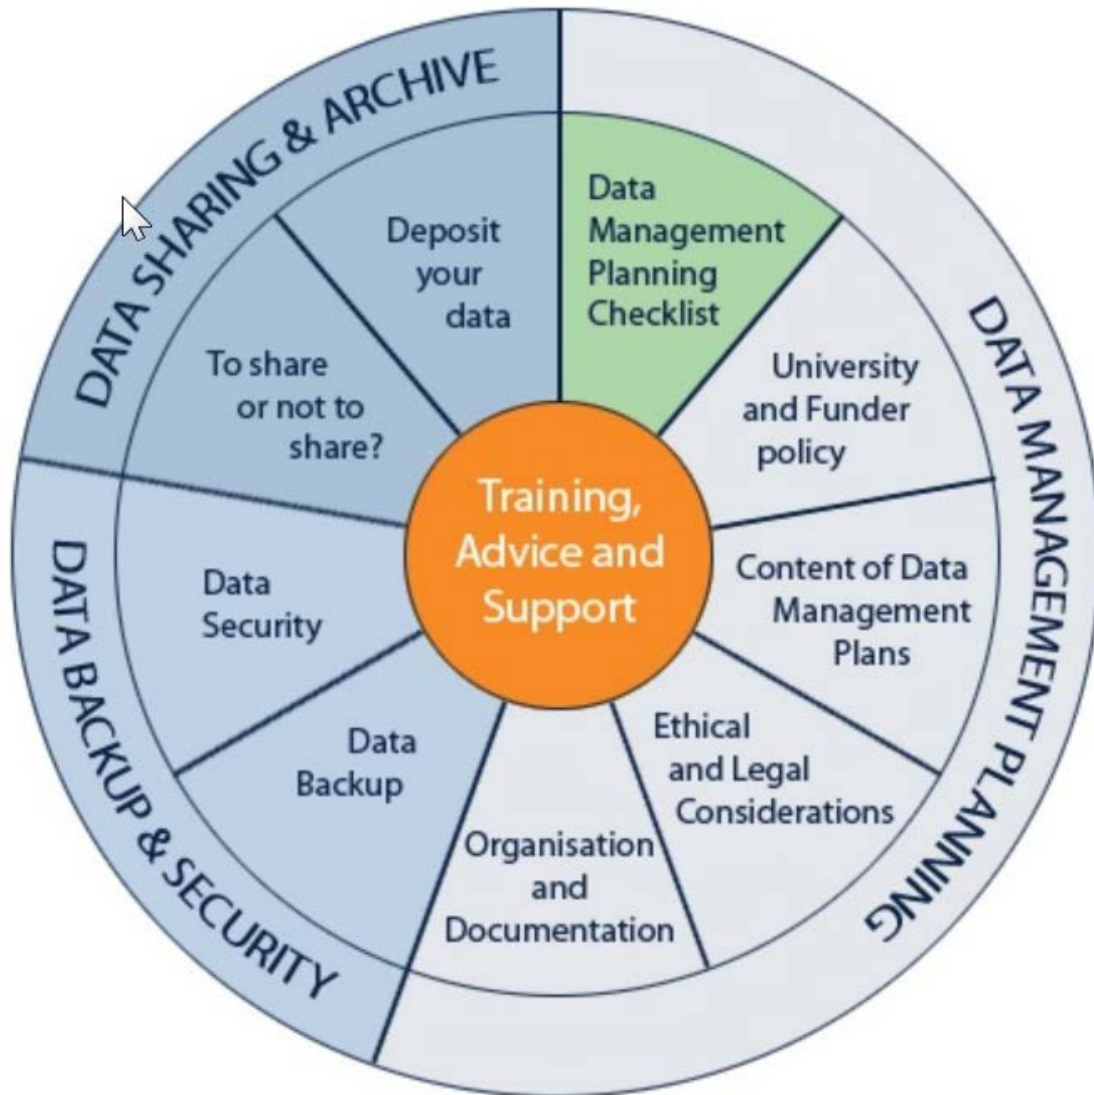 DATA SHARING & ARCHIVE
DATA MANAGEMENT PLANNING
DATA BACKUP & SECURITY
Data
Management
Planning
Checklist
University
and Funder
policy
Content of Data
Management
Plans
Ethical
and Legal
Considerations
Organisation
and
Documentation
Data
Backup
Data
Security
To share
or not to
share?
Deposit
your
data
Training,
Advice and
Support